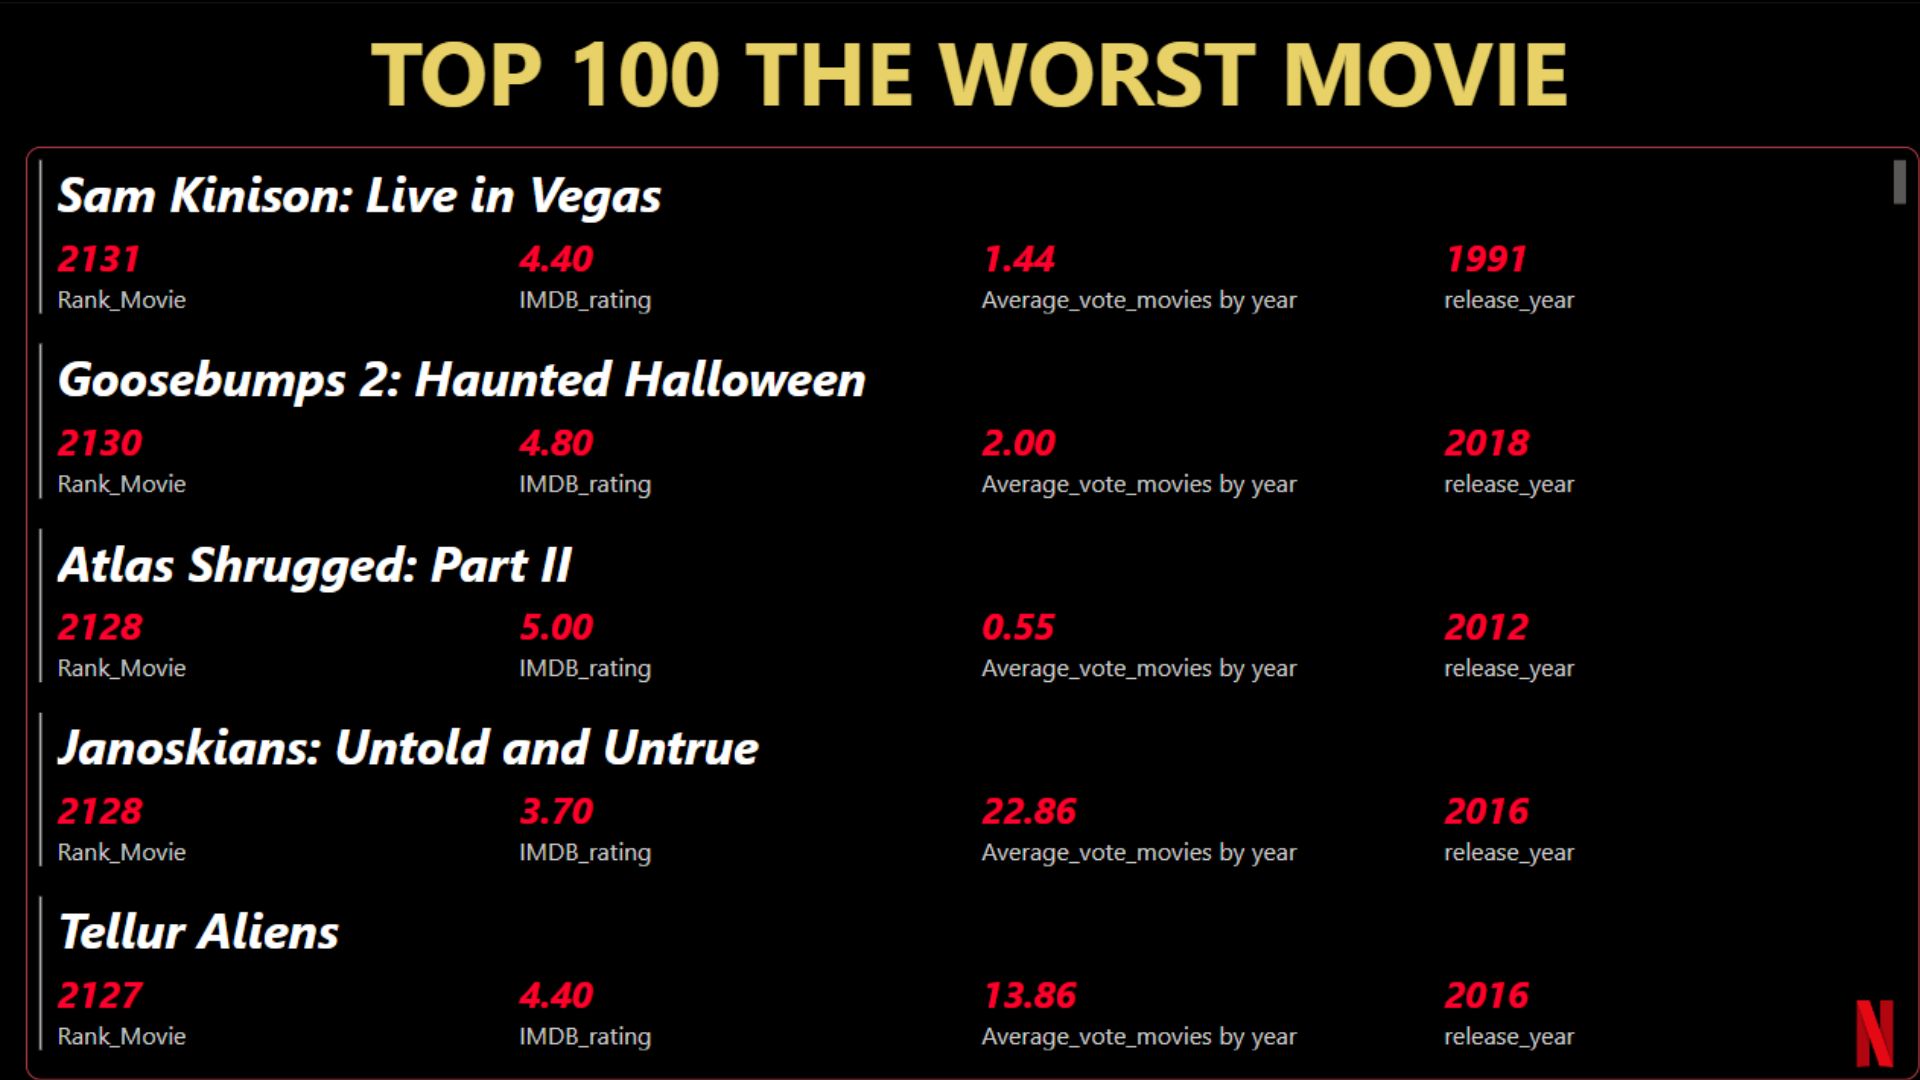 TOP 100 THE WORST MOVIE
Sam Kinison: Live in Vegas
2131 4.40 1.44 1991
Rank_Movie IMDB_rating Average_vote_movies by year release_year
Goosebumps 2: Haunted Halloween
2130 4.80 2.00 2018
Rank_Movie IMDB_rating Average_vote_movies by year release_year
Atlas Shrugged: Part II
2128 5.00 0.55 2012
Rank_Movie IMDB_rating Average_vote_movies by year release_year
Janoskians: Untold and Untrue
2128 3.70 22.86 2016
Rank_Movie IMDB_rating Average_vote_movies by year release_year
Tellur Aliens
2127 4.40 13.86 2016
Rank_Movie IMDB_rating Average_vote_movies by year release_year
N